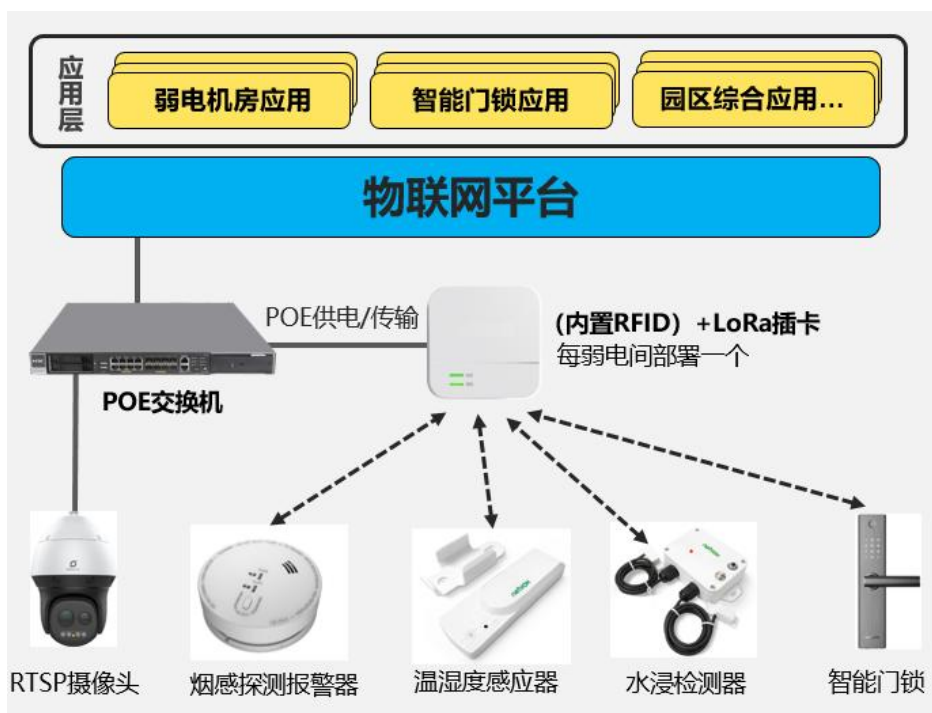 应用层
弱电机房应用
智能门锁应用
园区综合应用...
物联网平台
POE供电/传输
(内置RFID）+LoRa插卡
每弱电间部署一个
POE交换机
RTSP摄像头
烟感探测报警器
温湿度感应器
水浸检测器
智能门锁